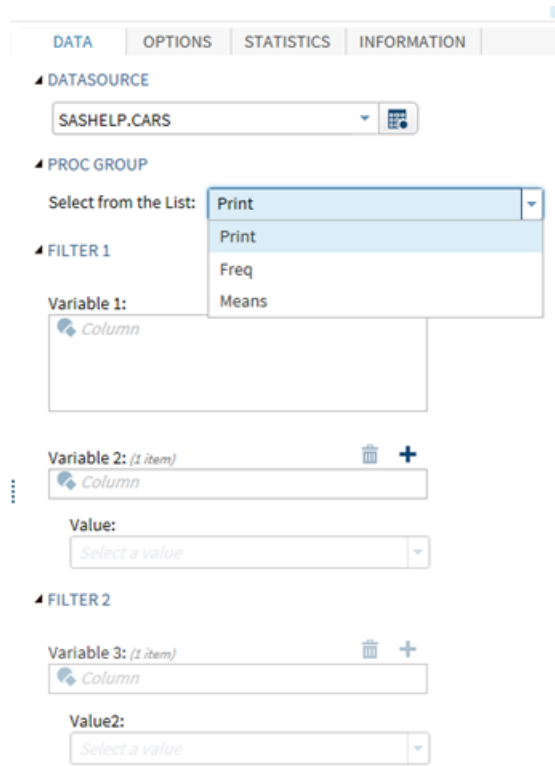 DATA OPTIONS STATISTICS INFORMATION
DATASOURCE
SASHELP.CARS
PROC GROUP
Select from the List: Print
Print
FILTER 1
Freq
Variable 1: Means
Column
Variable 2: (1 item)
Column
Value:
Select a value
FILTER 2
Variable 3: (1 item)
Column
Value2:
Select a value